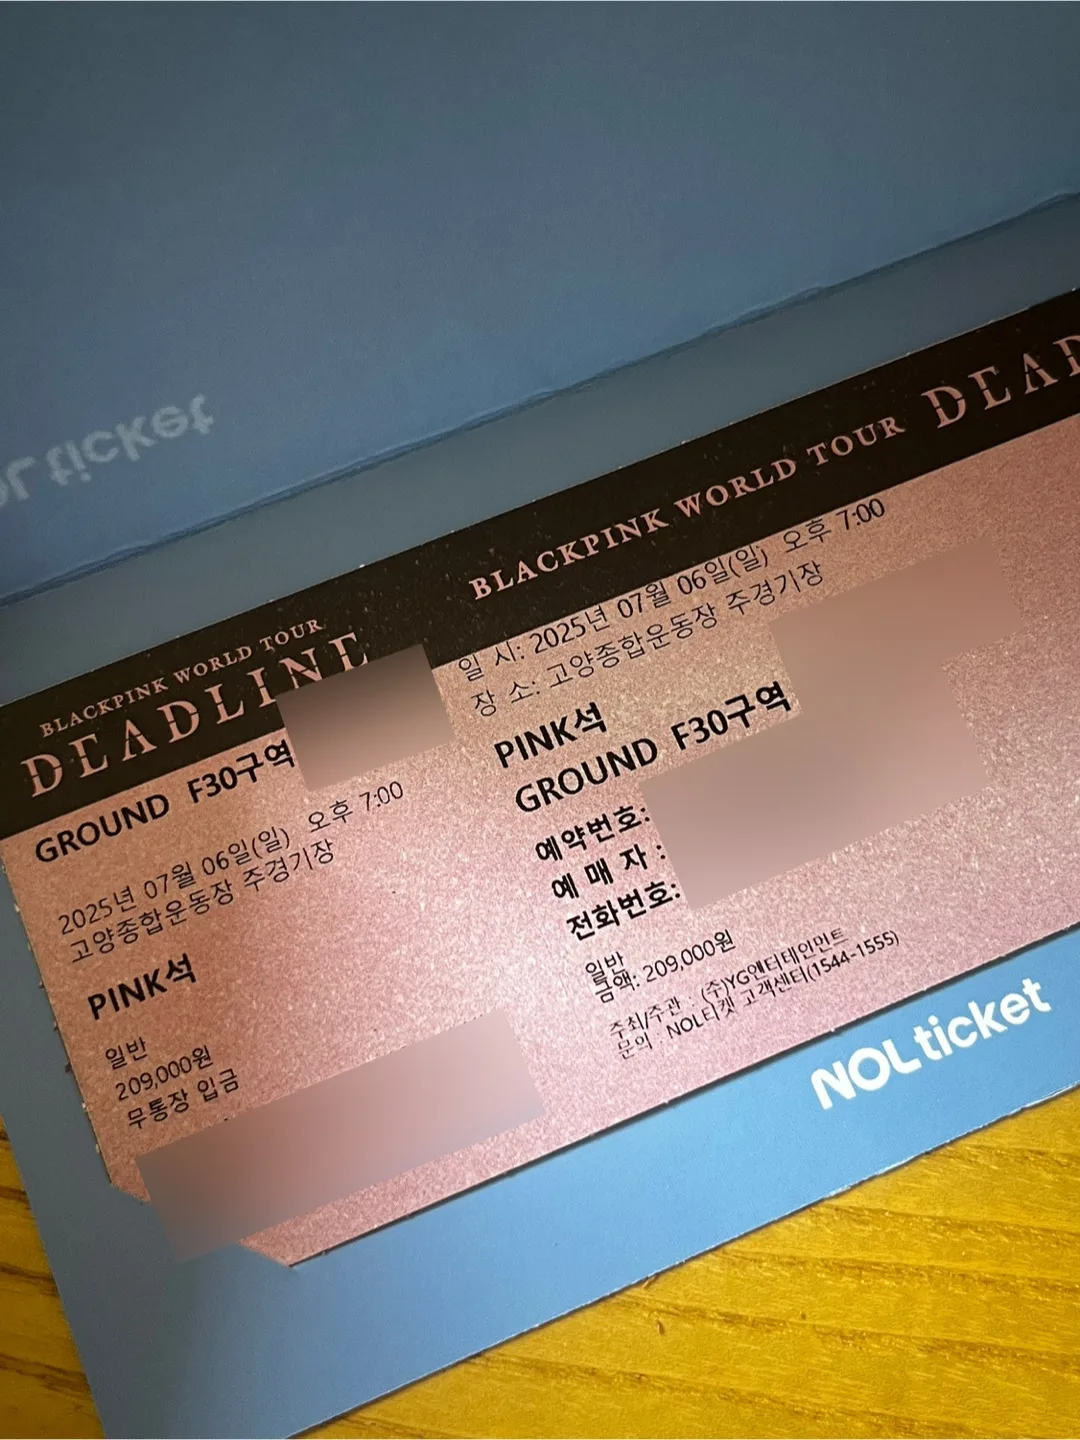 NOL ticket
BLACKPINK WORLD TOUR
DEADLINE
GROUND F30구역
2025년 07월 06일(일) 오후 7:00
고양종합운동장 주경기장
PINK석
일반
209,000원
무통장 입금
BLACKPINK WORLD TOUR DEAD
일 시: 2025년 07월 06일(일) 오후 7:00
장 소: 고양종합운동장 주경기장
PINK석
GROUND F30구역
예약번호:
예 매 자 :
전화번호:
일반
금액: 209,000원
주최/주관 : (주)YG엔터테인먼트
문의 : NOL티켓 고객센터(1544-1555)
NOL ticket